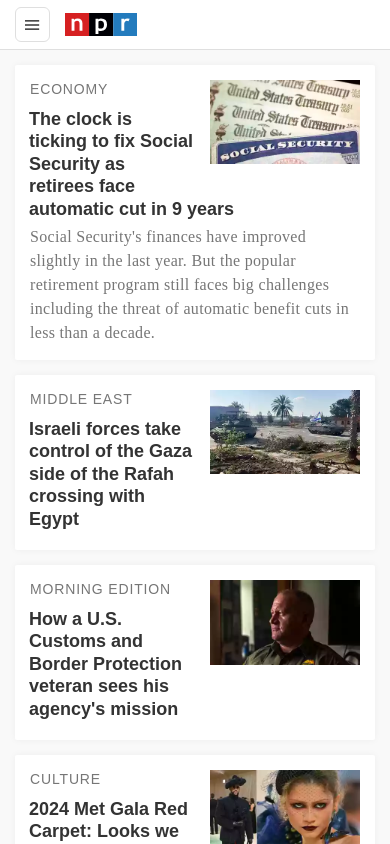 npr
ECONOMY
The clock is
ticking to fix Social
Security as
retirees face
automatic cut in 9 years
United States Treasury
United States Treasury
United States Treasury
SOCIAL SECURITY
Social Security's finances have improved
slightly in the last year. But the popular
retirement program still faces big challenges
including the threat of automatic benefit cuts in
less than a decade.
MIDDLE EAST
Israeli forces take
control of the Gaza
side of the Rafah
crossing with
Egypt
MORNING EDITION
How a U.S.
Customs and
Border Protection
veteran sees his
agency's mission
CULTURE
2024 Met Gala Red
Carpet: Looks we